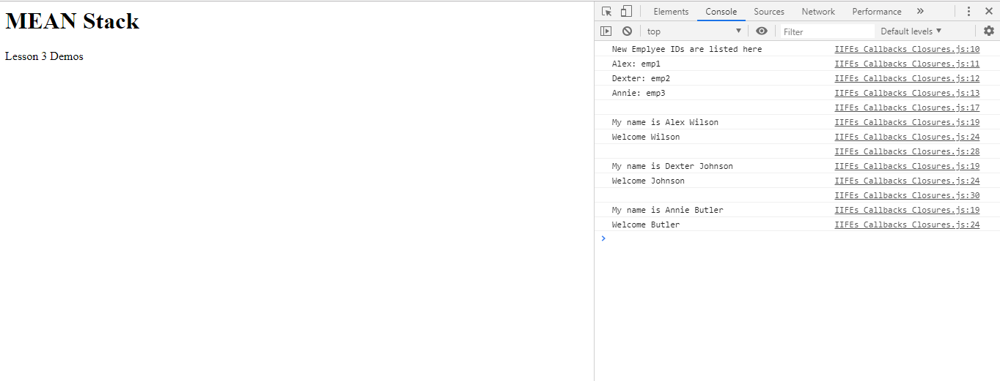 MEAN Stack
Lesson 3 Demos
Elements Console Sources Network Performance »
top Filter Default levels
New Emplyee IDs are listed here IIFEs Callbacks Closures.js:10
Alex: emp1 IIFEs Callbacks Closures.js:11
Dexter: emp2 IIFEs Callbacks Closures.js:12
Annie: emp3 IIFEs Callbacks Closures.js:13
IIFEs Callbacks Closures.js:17
My name is Alex Wilson IIFEs Callbacks Closures.js:19
Welcome Wilson IIFEs Callbacks Closures.js:24
IIFEs Callbacks Closures.js:28
My name is Dexter Johnson IIFEs Callbacks Closures.js:19
Welcome Johnson IIFEs Callbacks Closures.js:24
IIFEs Callbacks Closures.js:30
My name is Annie Butler IIFEs Callbacks Closures.js:19
Welcome Butler IIFEs Callbacks Closures.js:24